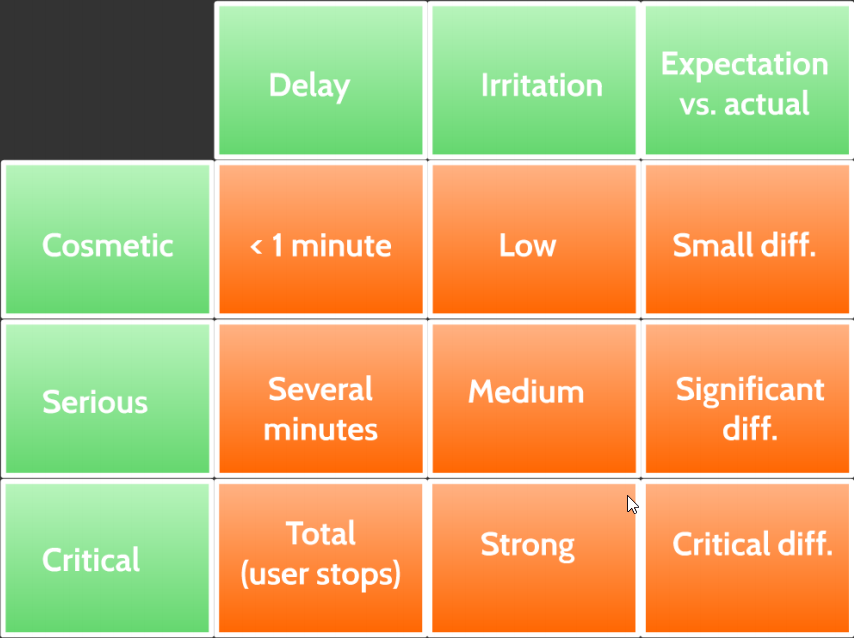 Delay
Irritation
Expectation
vs. actual
Cosmetic
< 1 minute
Low
Small diff.
Serious
Several
minutes
Medium
Significant
diff.
Critical
Total
(user stops)
Strong
Critical diff.